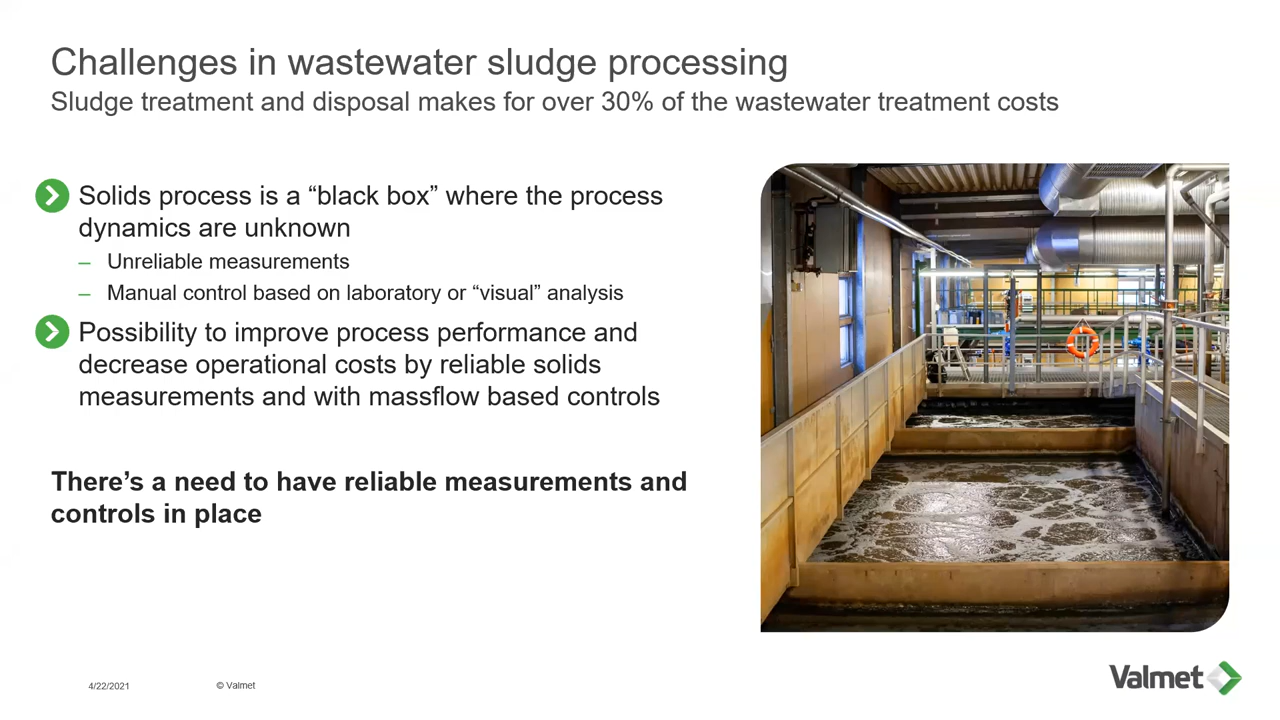 Challenges in wastewater sludge processing
Sludge treatment and disposal makes for over 30% of the wastewater treatment costs
Solids process is a “black box” where the process
dynamics are unknown
– Unreliable measurements
– Manual control based on laboratory or “visual” analysis
Possibility to improve process performance and
decrease operational costs by reliable solids
measurements and with massflow based controls
There’s a need to have reliable measurements and
controls in place
4/22/2021
© Valmet
Valmet